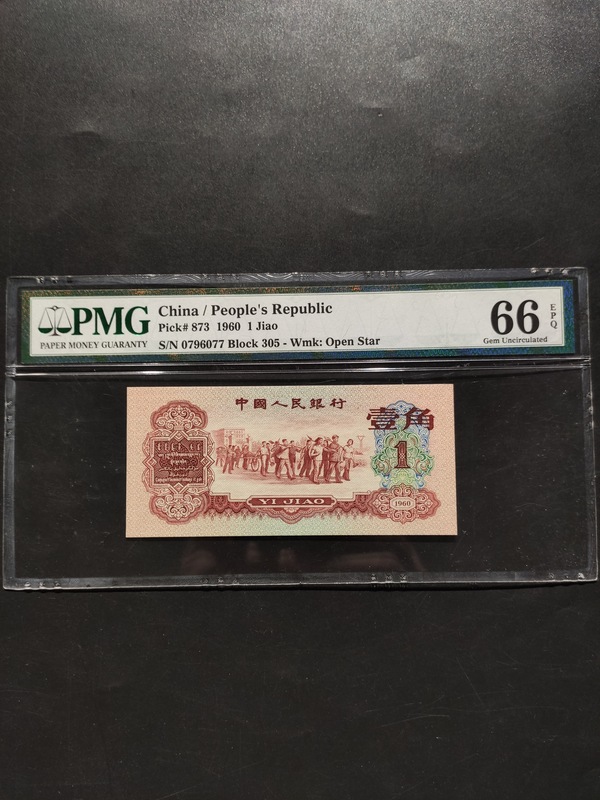 PMG
PAPER MONEY GUARANTY
China / People's Republic
Pick# 873 1960 1 Jiao
S/N 0796077 Block 305 - Wmk: Open Star
66 EPQ
Gem Uncirculated
中國人民銀行
壹角
1
YI JIAO
1960